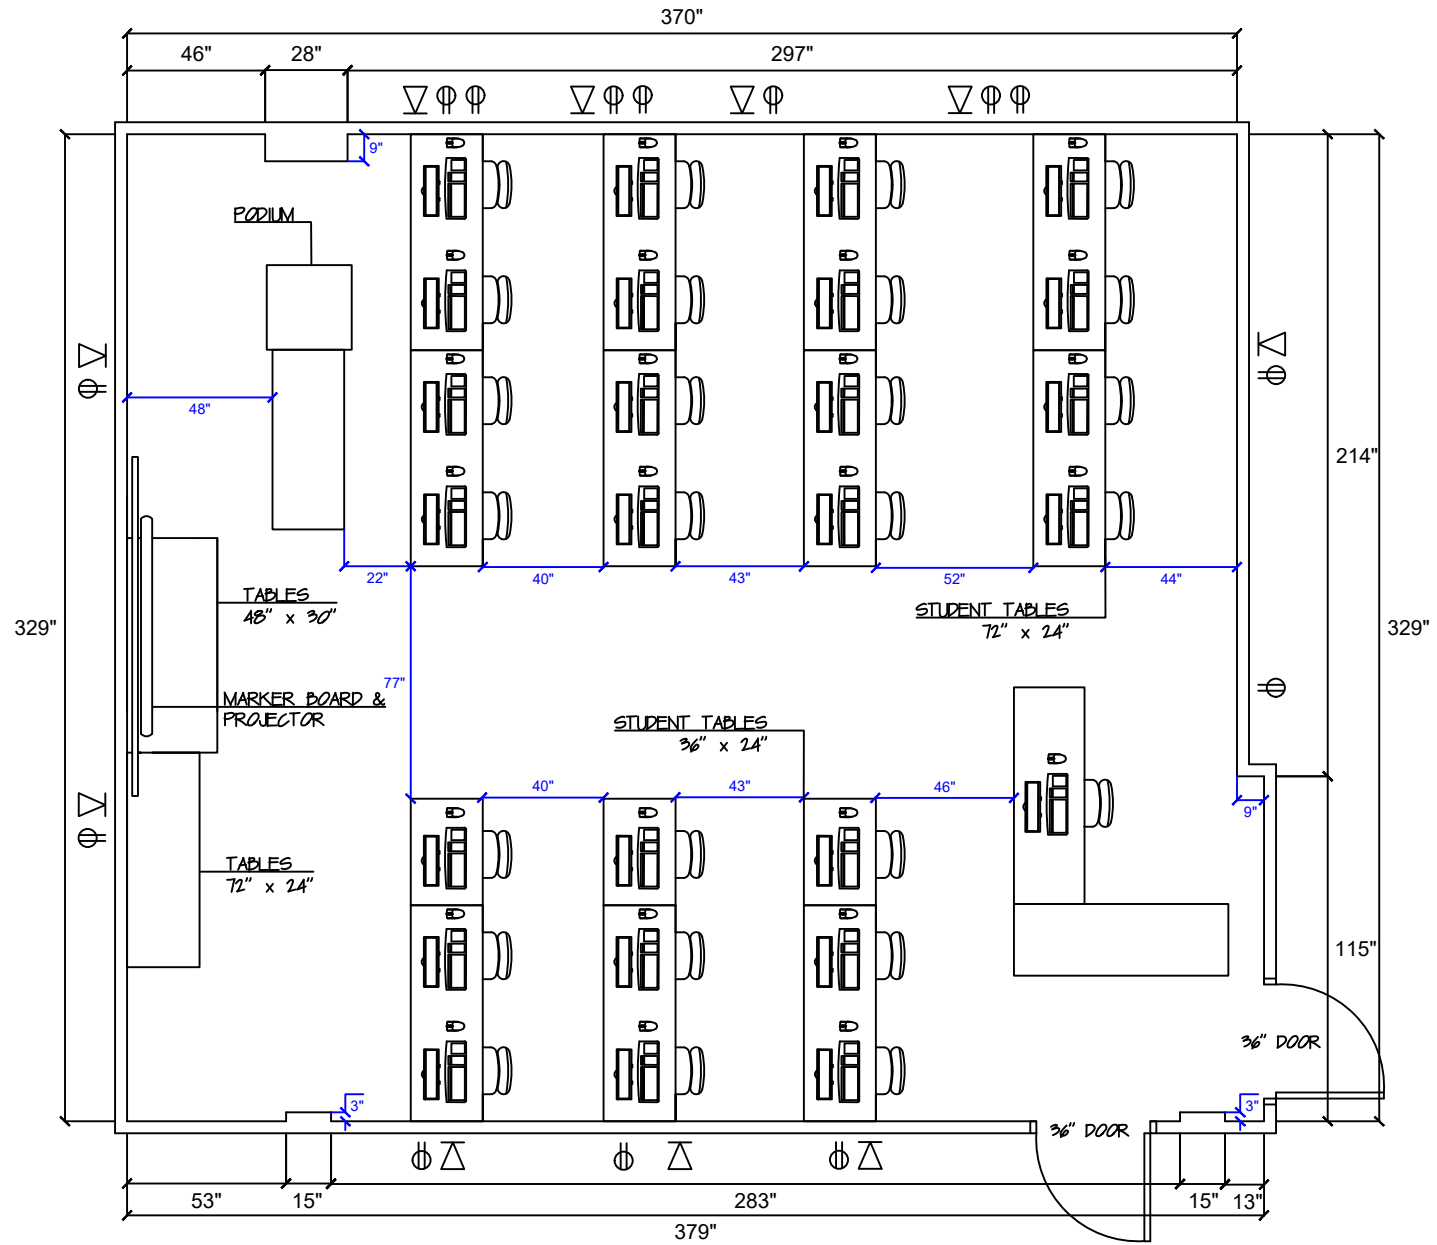 370"
46"
28"
297"
9"
PODIUM
48"
214"
22"
40"
43"
52"
44"
TABLES
48" x 30"
STUDENT TABLES
72" x 24"
329"
329"
77"
MARKER BOARD &
PROJECTOR
STUDENT TABLES
36" x 24"
40"
43"
46"
9"
TABLES
72" x 24"
115"
36" DOOR
3"
3"
36" DOOR
53"
15"
283"
15"
13"
379"